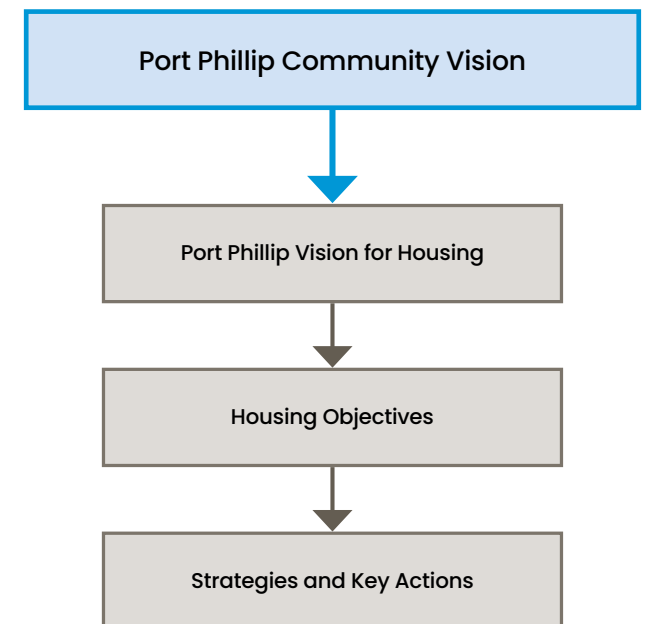 Port Phillip Community Vision
Port Phillip Vision for Housing
Housing Objectives
Strategies and Key Actions